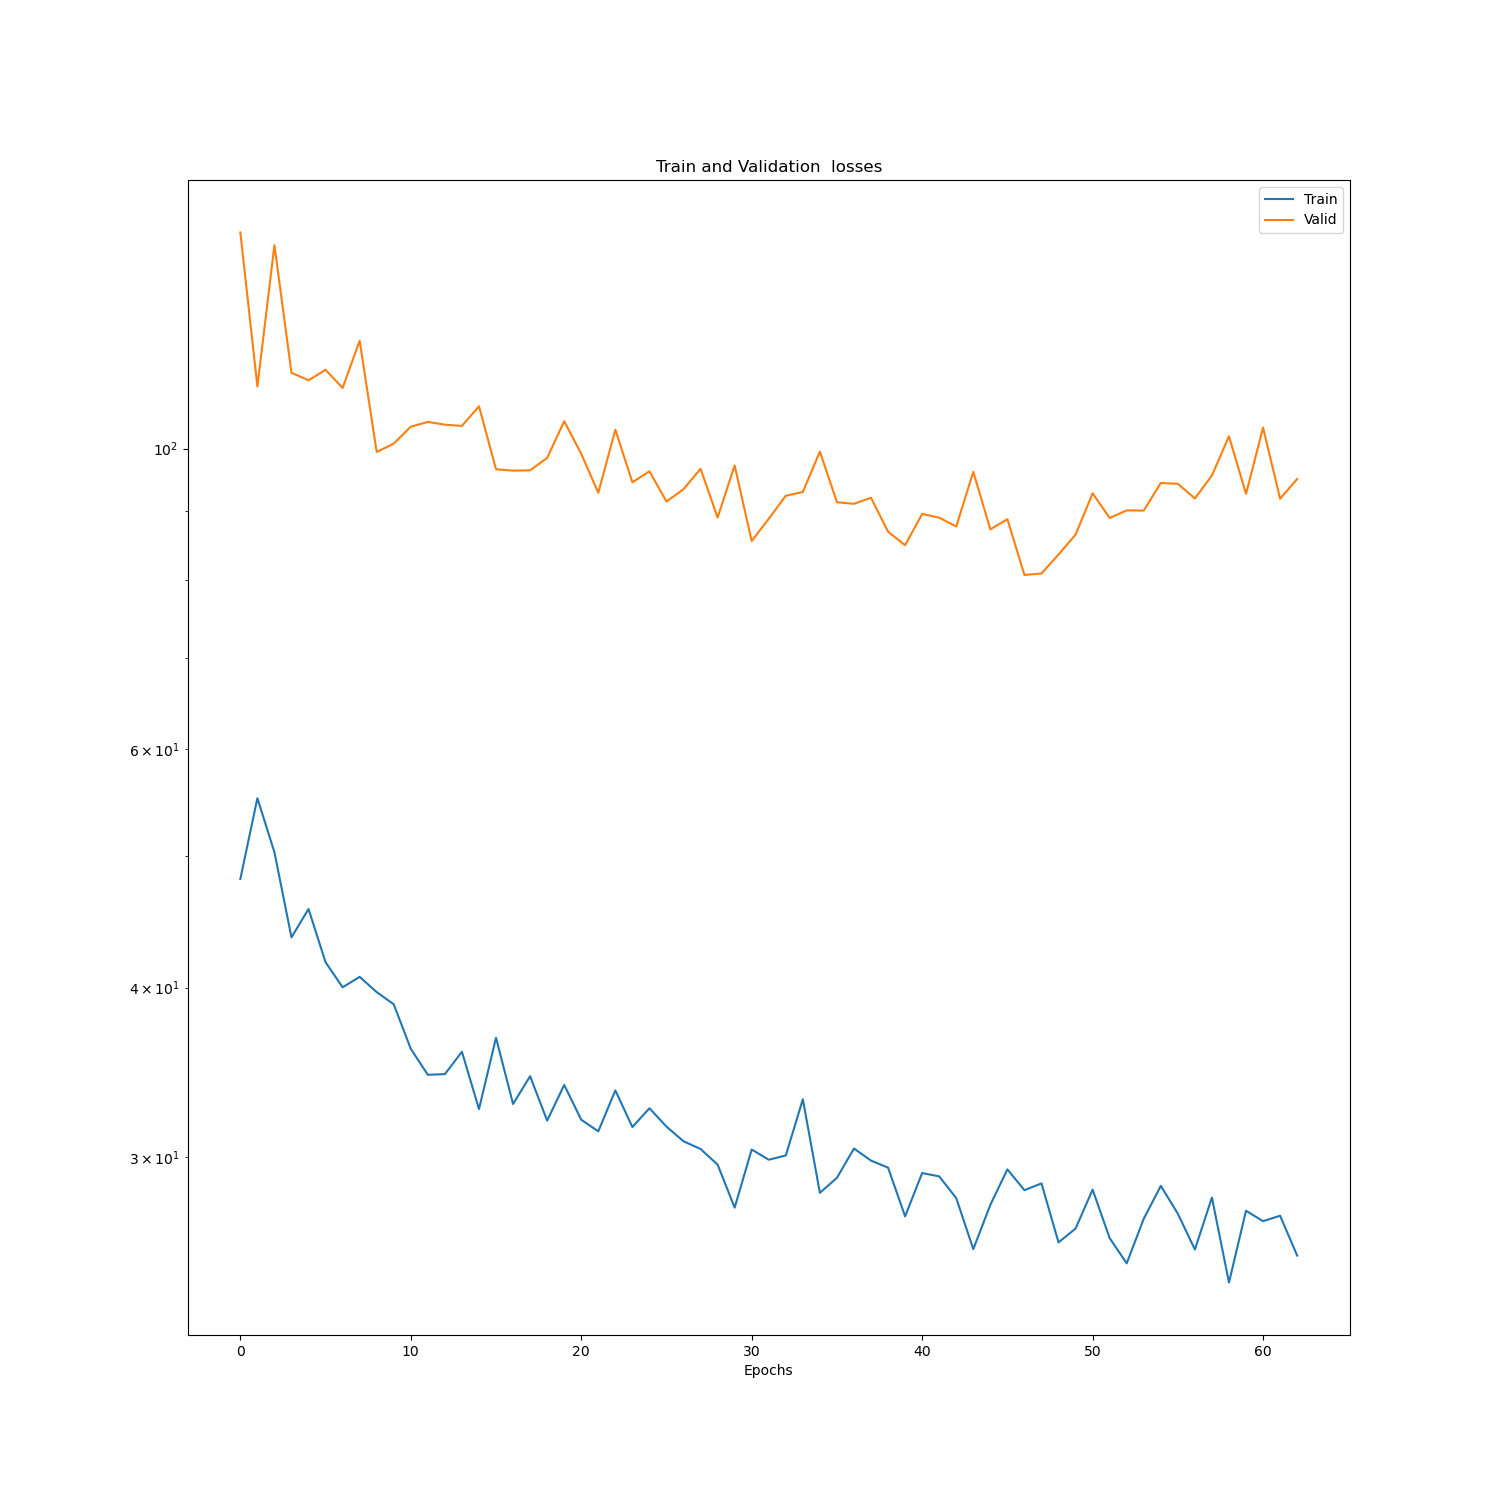 Train and Validation  losses
Train
Valid
10²
6 × 10¹
4 × 10¹
3 × 10¹
0 10 20 30 40 50 60
Epochs